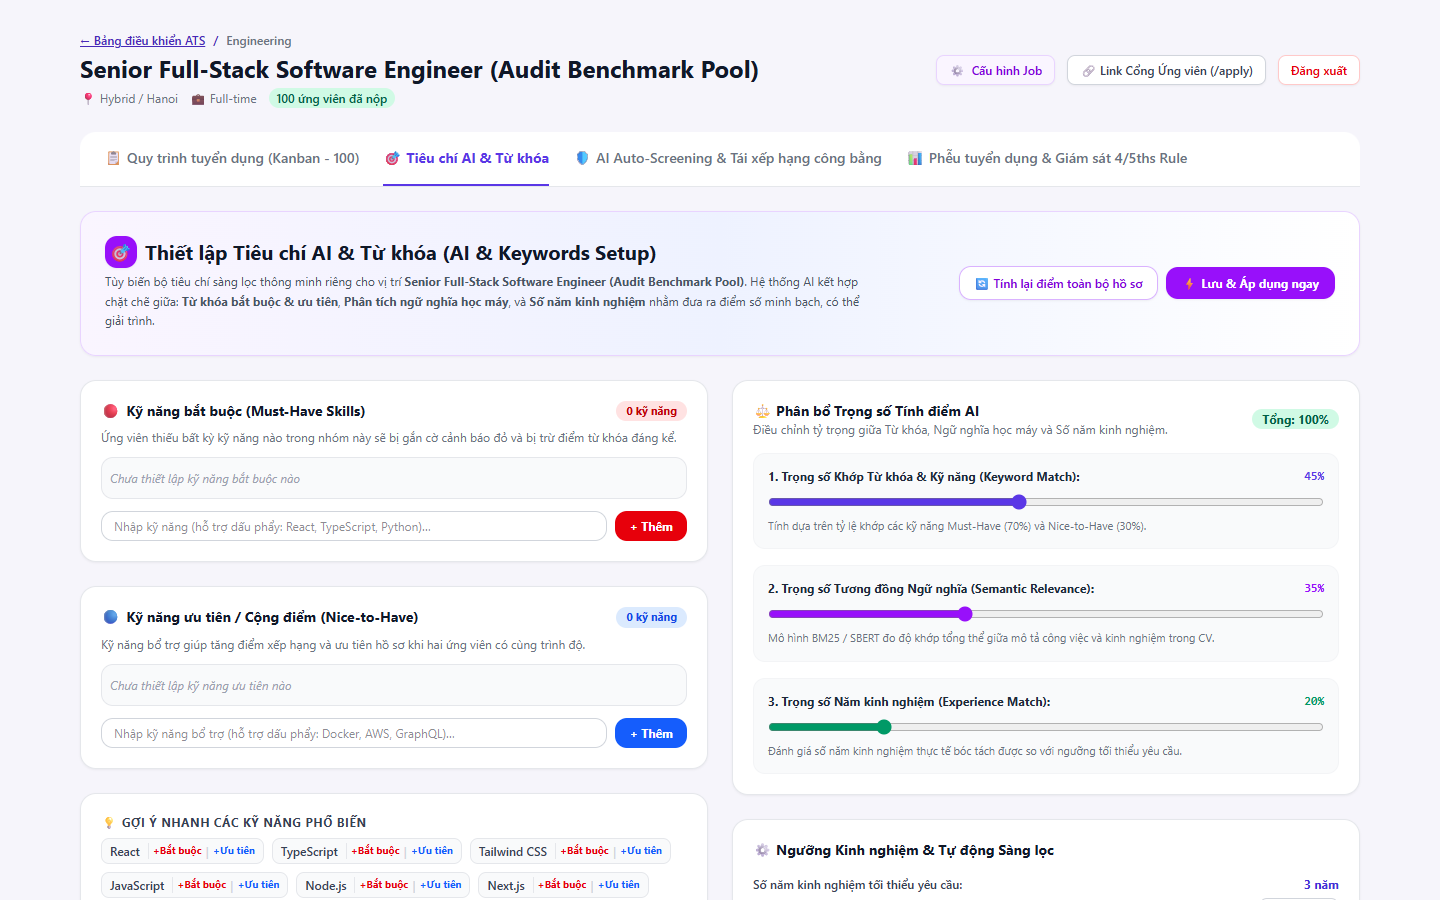 ← Bảng điều khiển ATS / Engineering
Senior Full-Stack Software Engineer (Audit Benchmark Pool)
Hybrid / Hanoi Full-time 100 ứng viên đã nộp
Cấu hình Job
Link Cổng Ứng viên (/apply)
Đăng xuất
Quy trình tuyển dụng (Kanban - 100)
Tiêu chí AI & Từ khóa
AI Auto-Screening & Tái xếp hạng công bằng
Phễu tuyển dụng & Giám sát 4/5ths Rule
Thiết lập Tiêu chí AI & Từ khóa (AI & Keywords Setup)
Tùy biến bộ tiêu chí sàng lọc thông minh riêng cho vị trí Senior Full-Stack Software Engineer (Audit Benchmark Pool). Hệ thống AI kết hợp
chặt chẽ giữa: Từ khóa bắt buộc & ưu tiên, Phân tích ngữ nghĩa học máy, và Số năm kinh nghiệm nhằm đưa ra điểm số minh bạch, có thể
giải trình.
Tính lại điểm toàn bộ hồ sơ
Lưu & Áp dụng ngay
Kỹ năng bắt buộc (Must-Have Skills)
0 kỹ năng
Ứng viên thiếu bất kỳ kỹ năng nào trong nhóm này sẽ bị gắn cờ cảnh báo đỏ và bị trừ điểm từ khóa đáng kể.
Chưa thiết lập kỹ năng bắt buộc nào
Nhập kỹ năng (hỗ trợ dấu phẩy: React, TypeScript, Python)...
+ Thêm
Kỹ năng ưu tiên / Cộng điểm (Nice-to-Have)
0 kỹ năng
Kỹ năng bổ trợ giúp tăng điểm xếp hạng và ưu tiên hồ sơ khi hai ứng viên có cùng trình độ.
Chưa thiết lập kỹ năng ưu tiên nào
Nhập kỹ năng bổ trợ (hỗ trợ dấu phẩy: Docker, AWS, GraphQL)...
+ Thêm
GỢI Ý NHANH CÁC KỸ NĂNG PHỔ BIẾN
React +Bắt buộc | +Ưu tiên
TypeScript +Bắt buộc | +Ưu tiên
Tailwind CSS +Bắt buộc | +Ưu tiên
JavaScript +Bắt buộc | +Ưu tiên
Node.js +Bắt buộc | +Ưu tiên
Next.js +Bắt buộc | +Ưu tiên
Phân bổ Trọng số Tính điểm AI
Điều chỉnh tỷ trọng giữa Từ khóa, Ngữ nghĩa học máy và Số năm kinh nghiệm.
Tổng: 100%
1. Trọng số Khớp Từ khóa & Kỹ năng (Keyword Match):
45%
Tính dựa trên tỷ lệ khớp các kỹ năng Must-Have (70%) và Nice-to-Have (30%).
2. Trọng số Tương đồng Ngữ nghĩa (Semantic Relevance):
35%
Mô hình BM25 / SBERT đo độ khớp tổng thể giữa mô tả công việc và kinh nghiệm trong CV.
3. Trọng số Năm kinh nghiệm (Experience Match):
20%
Đánh giá số năm kinh nghiệm thực tế bóc tách được so với ngưỡng tối thiểu yêu cầu.
Ngưỡng Kinh nghiệm & Tự động Sàng lọc
Số năm kinh nghiệm tối thiểu yêu cầu:
3 năm